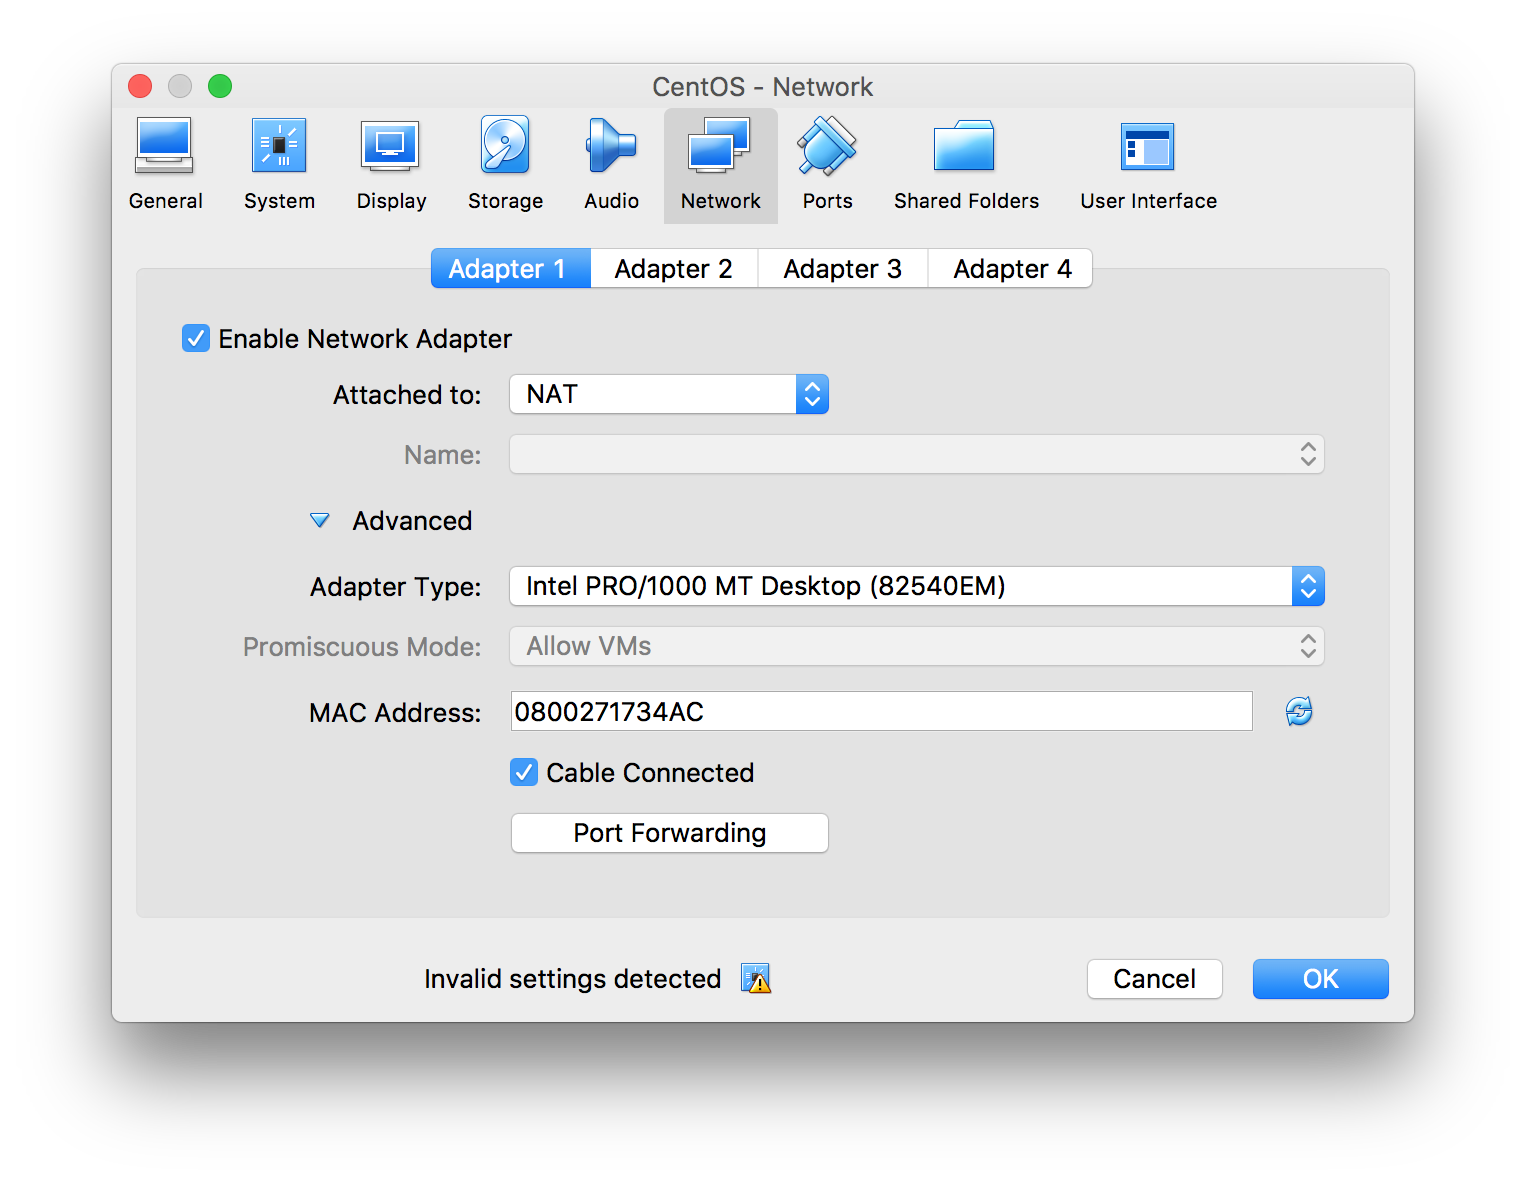 CentOS - Network
General System Display Storage Audio Network Ports Shared Folders User Interface
Adapter 1 Adapter 2 Adapter 3 Adapter 4
Enable Network Adapter
Attached to: NAT
Name:
Advanced
Adapter Type: Intel PRO/1000 MT Desktop (82540EM)
Promiscuous Mode: Allow VMs
MAC Address: 0800271734AC
Cable Connected
Port Forwarding
Invalid settings detected Cancel OK